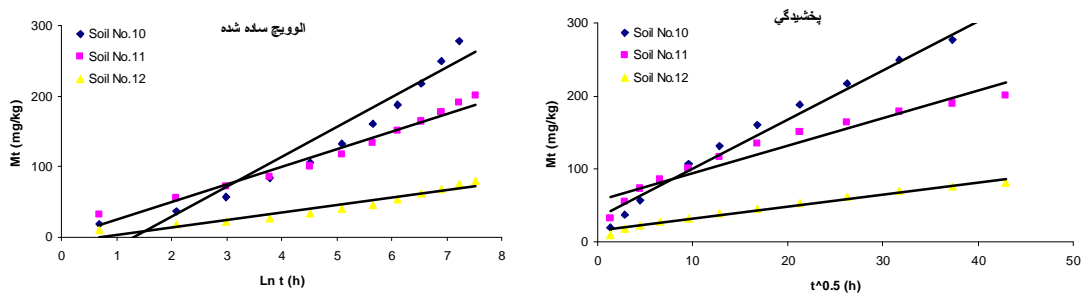 الوویچ ساده شده
Soil No.10
Soil No.11
Soil No.12
Mt (mg/kg)
300
200
100
0
0 1 2 3 4 5 6 7 8
Ln t (h)
پخشيدگي
Soil No.10
Soil No.11
Soil No.12
Mt (mg/kg)
300
200
100
0
0 10 20 30 40 50
t^0.5 (h)